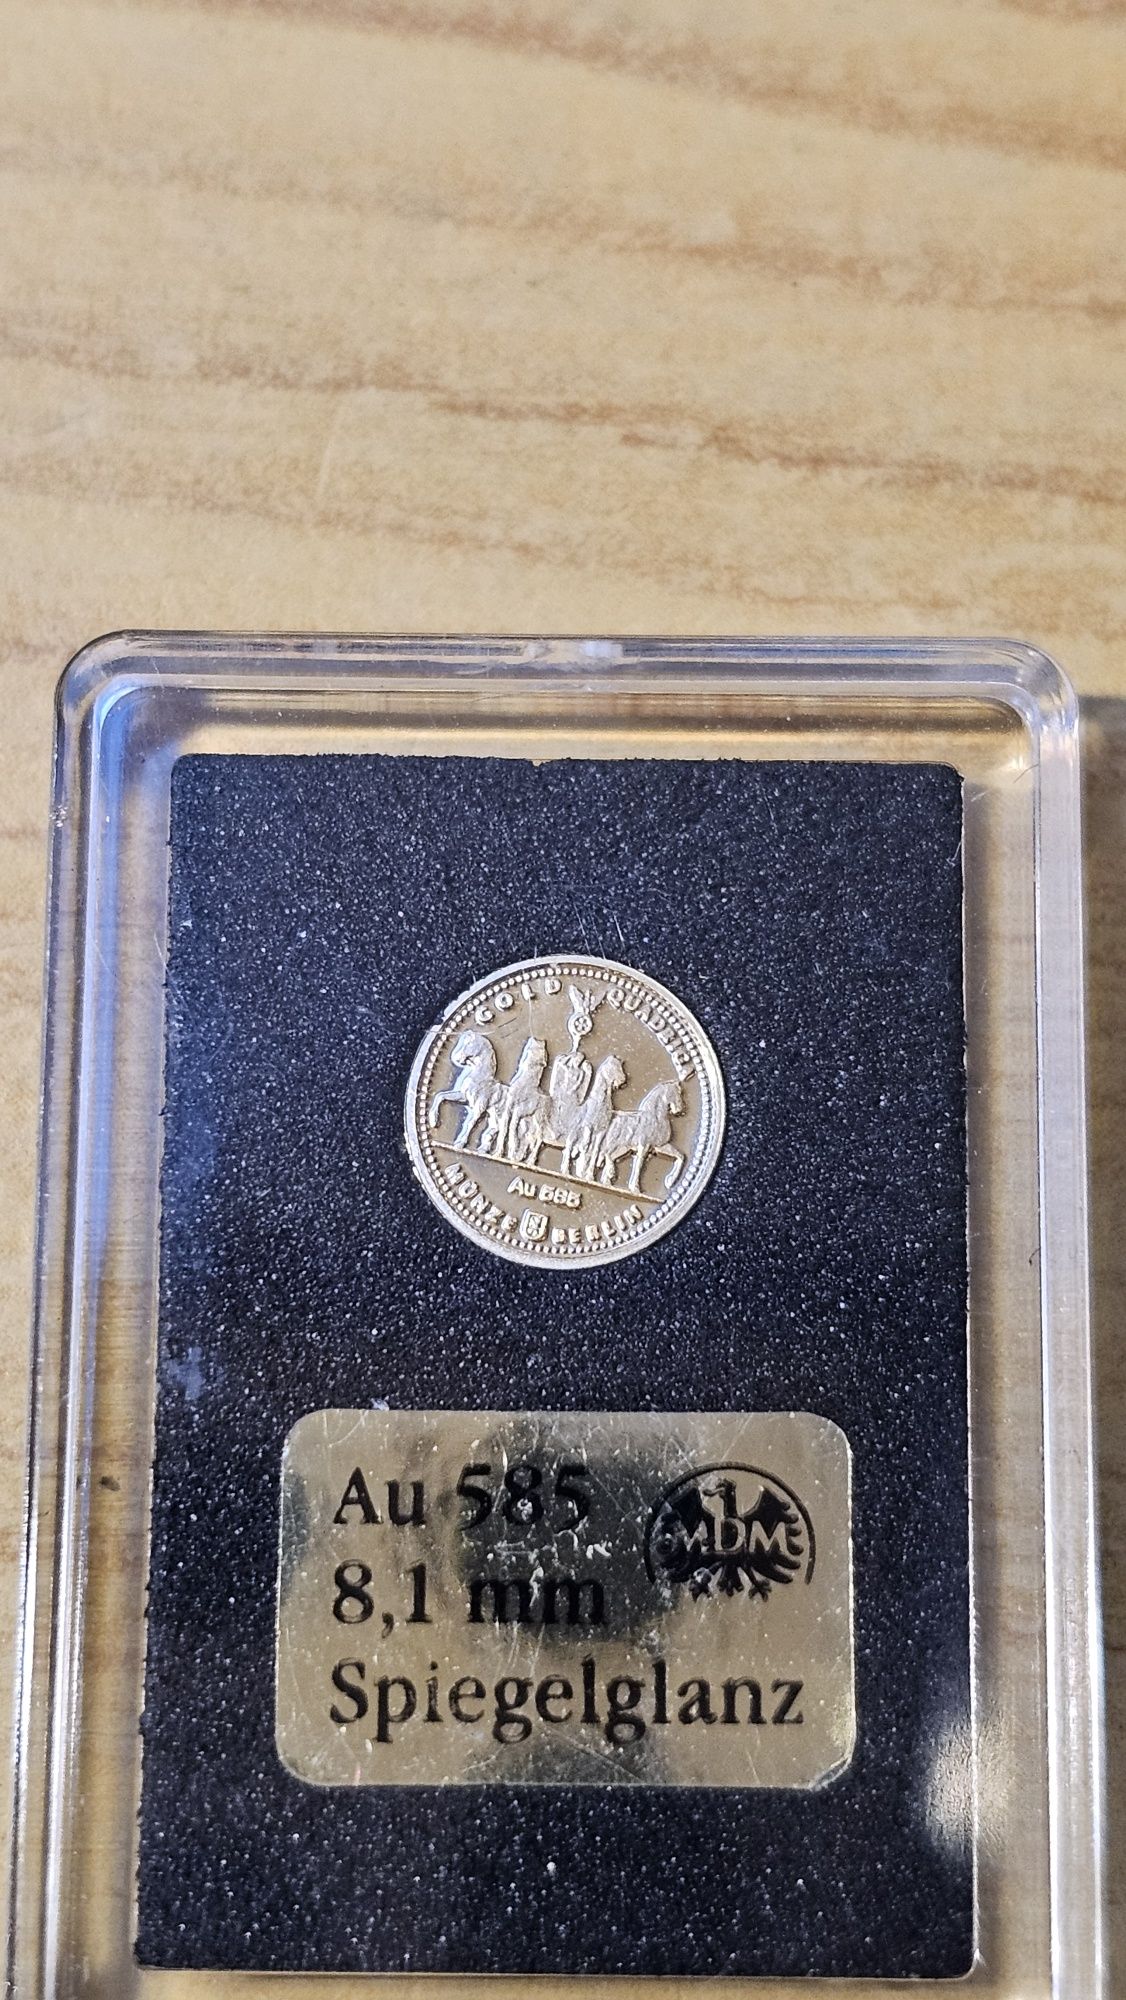 GOLD QUADRIGA
Au 585
MÜNZE BERLIN
Au 585
MDM
8,1 mm
Spiegelglanz